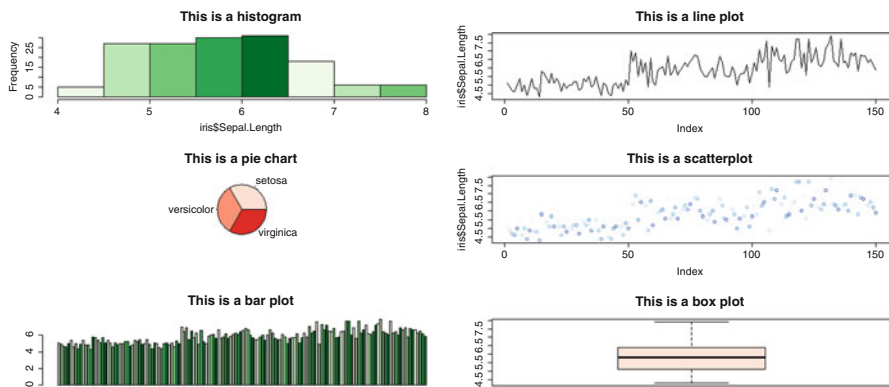 This is a histogram
Frequency
0 5 15 25
4 5 6 7 8
iris$Sepal.Length
This is a line plot
iris$Sepal.Length
4.5 5.5 6.5 7.5
0 50 100 150
Index
This is a pie chart
setosa
versicolor
virginica
This is a scatterplot
iris$Sepal.Length
4.5 5.5 6.5 7.5
0 50 100 150
Index
This is a bar plot
0 2 4 6
This is a box plot
4.5 5.5 6.5 7.5